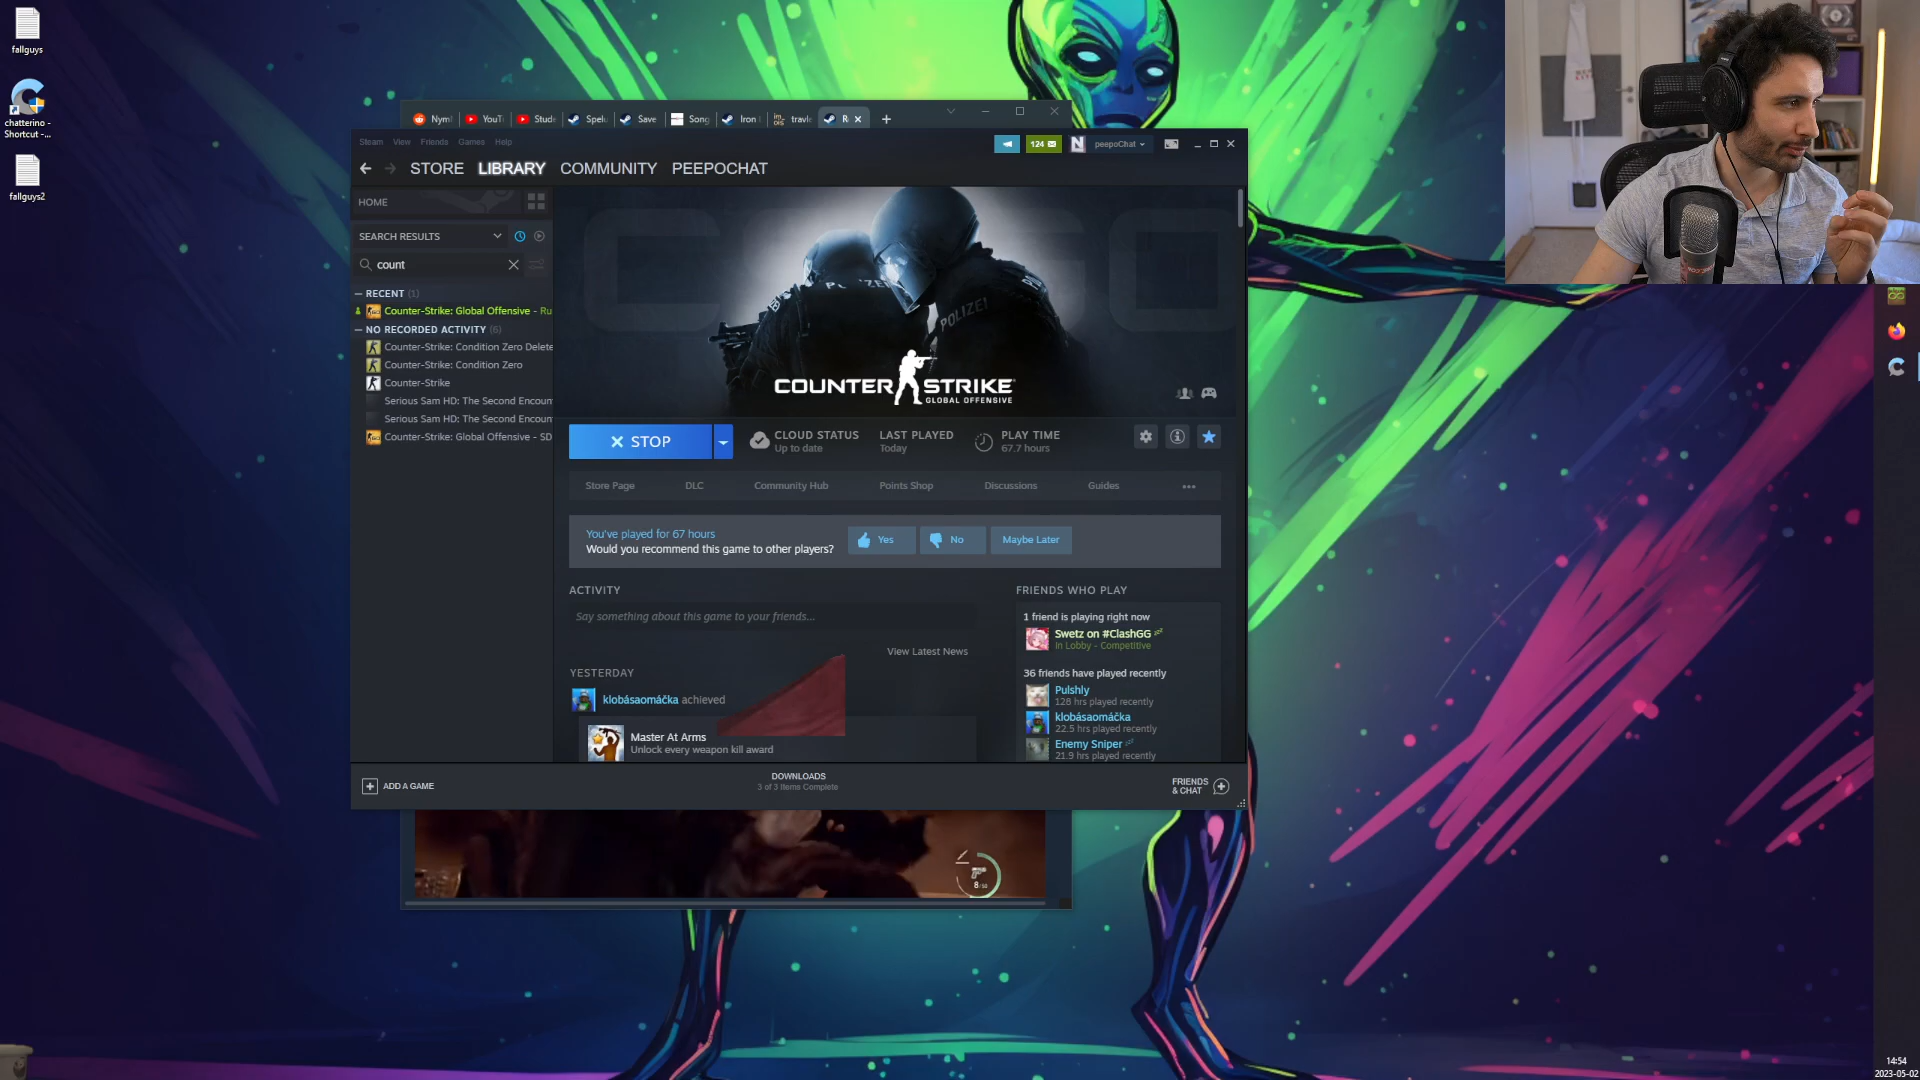 fallguys
chatterino -
Shortcut - ...
fallguys2
Nym
YouT
Stud
Spel
Save
Song
Iron
travle
Steam View Friends Games Help
124
peepoChat
STORE LIBRARY COMMUNITY PEEPOCHAT
HOME
SEARCH RESULTS
count
RECENT (1)
Counter-Strike: Global Offensive - Ru
NO RECORDED ACTIVITY (6)
Counter-Strike: Condition Zero Delete
Counter-Strike: Condition Zero
Counter-Strike
Serious Sam HD: The Second Encoun
Serious Sam HD: The Second Encoun
Counter-Strike: Global Offensive - SD
POLIZEI
COUNTER STRIKE
GLOBAL OFFENSIVE
STOP
CLOUD STATUS
Up to date
LAST PLAYED
Today
PLAY TIME
67.7 hours
Store Page DLC Community Hub Points Shop Discussions Guides
You've played for 67 hours
Would you recommend this game to other players?
Yes
No
Maybe Later
ACTIVITY
Say something about this game to your friends...
View Latest News
YESTERDAY
klobásaomáčka achieved
Master At Arms
Unlock every weapon kill award
FRIENDS WHO PLAY
1 friend is playing right now
Swetz on #ClashGG
In Lobby - Competitive
36 friends have played recently
Pulshly
128 hrs played recently
klobásaomáčka
22.5 hrs played recently
Enemy Sniper
21.9 hrs played recently
ADD A GAME
DOWNLOADS
3 of 3 Items Complete
FRIENDS
& CHAT
14:54
2023-05-02